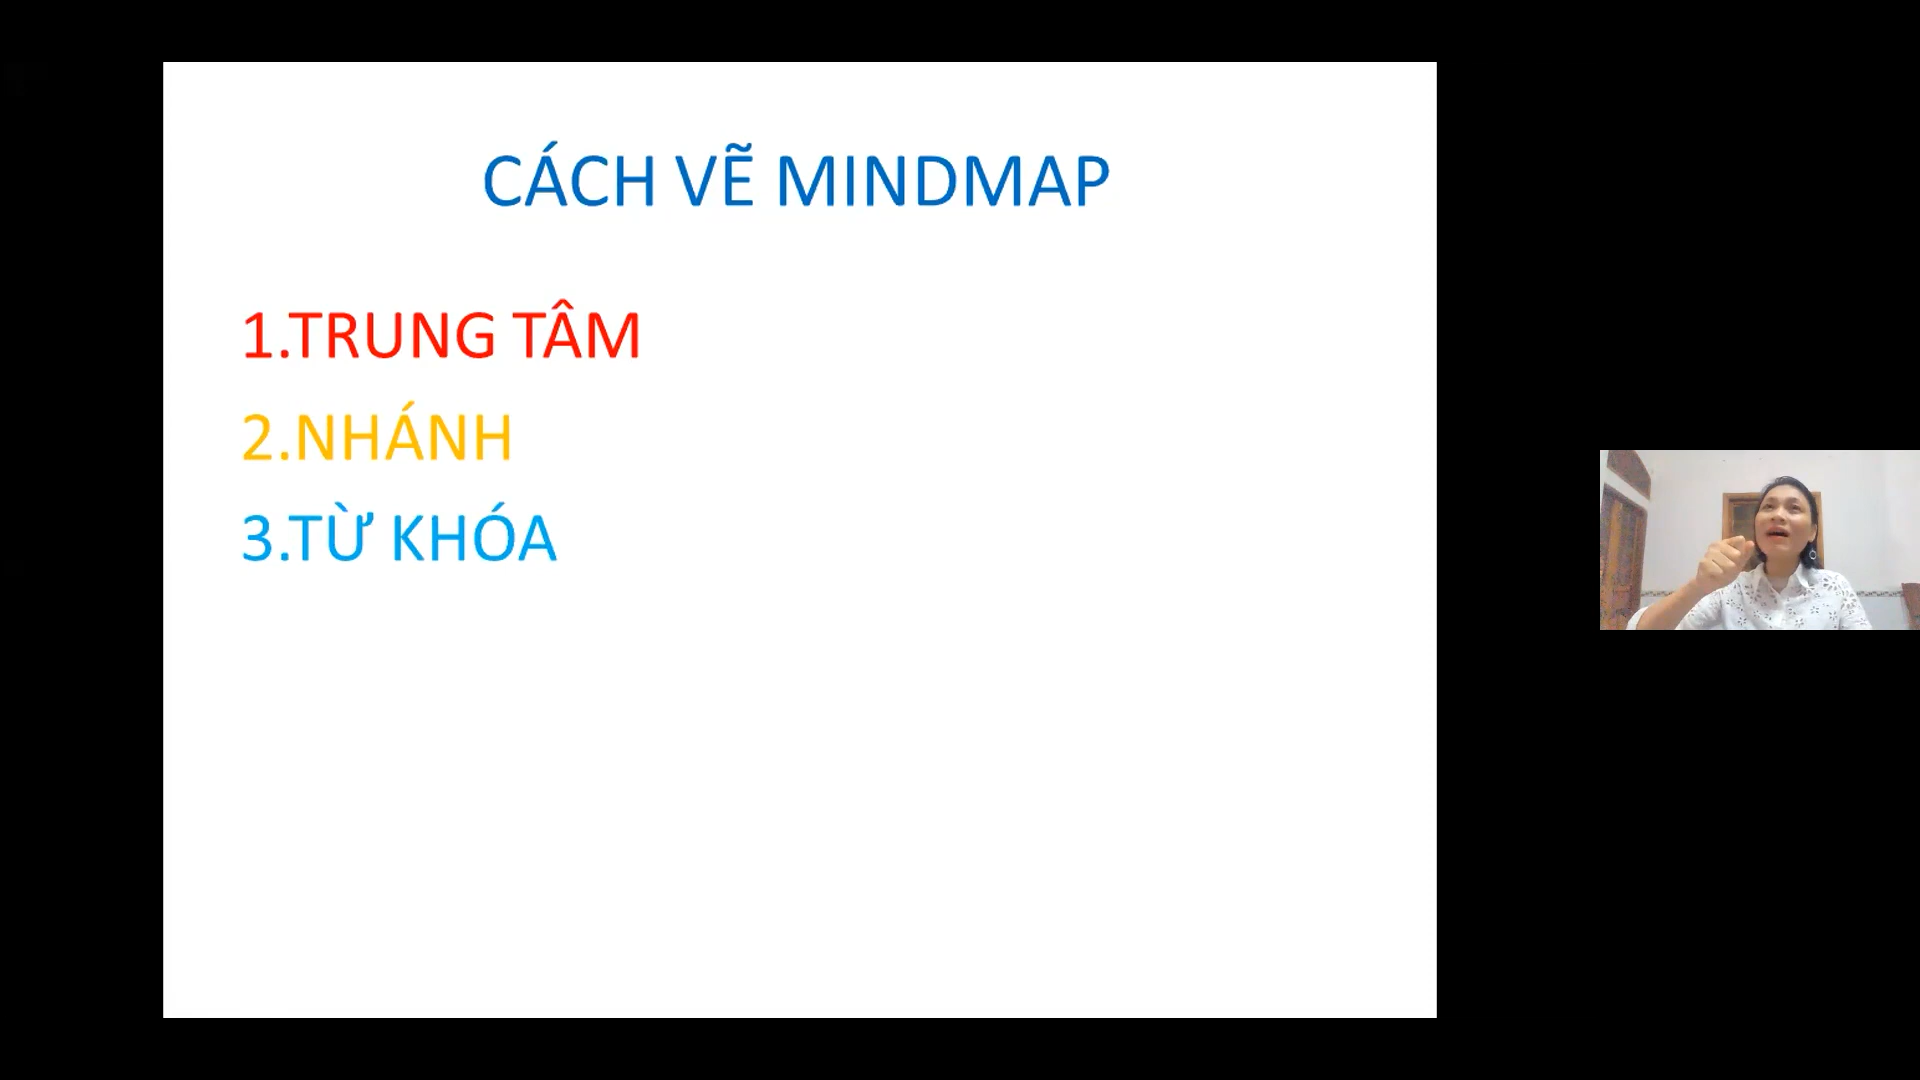 CÁCH VẼ MINDMAP
1.TRUNG TÂM
2.NHÁNH
3.TỪ KHÓA